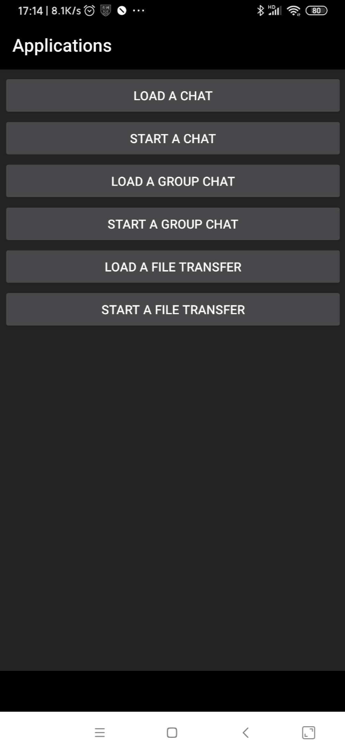 17:14 | 8.1K/s
HD
80
Applications
LOAD A CHAT
START A CHAT
LOAD A GROUP CHAT
START A GROUP CHAT
LOAD A FILE TRANSFER
START A FILE TRANSFER